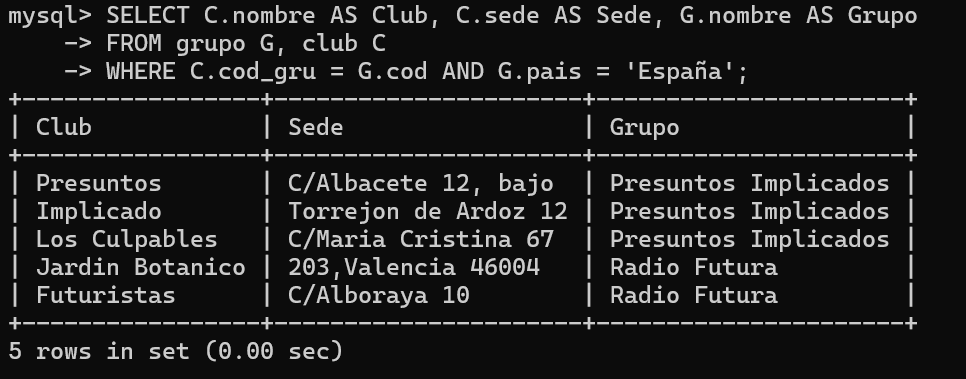 mysql> SELECT C.nombre AS Club, C.sede AS Sede, G.nombre AS Grupo
    -> FROM grupo G, club C
    -> WHERE C.cod_gru = G.cod AND G.pais = 'España';
+-----------------+----------------------+----------------------+
| Club            | Sede                 | Grupo                |
+-----------------+----------------------+----------------------+
| Presuntos       | C/Albacete 12, bajo  | Presuntos Implicados |
| Implicado       | Torrejon de Ardoz 12 | Presuntos Implicados |
| Los Culpables   | C/Maria Cristina 67  | Presuntos Implicados |
| Jardin Botanico | 203,Valencia 46004   | Radio Futura         |
| Futuristas      | C/Alboraya 10        | Radio Futura         |
+-----------------+----------------------+----------------------+
5 rows in set (0.00 sec)